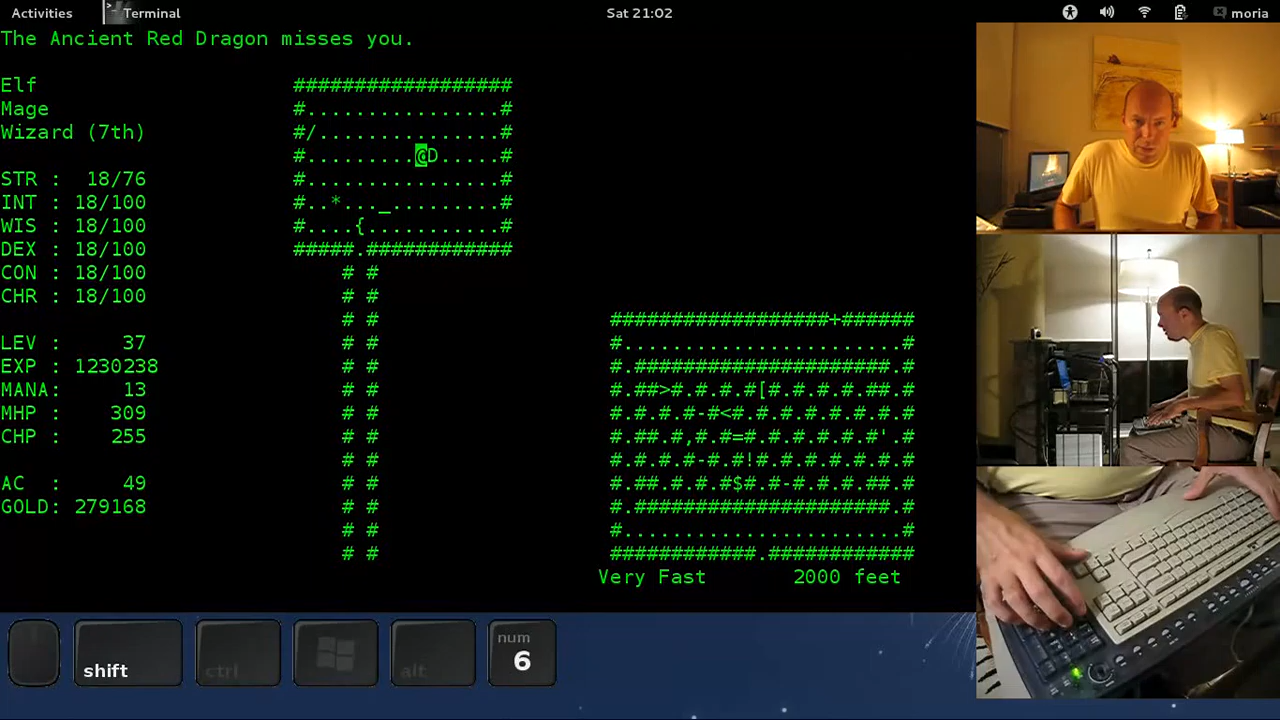 Activities Terminal Sat 21:02 moria
The Ancient Red Dragon misses you.
Elf ##################
Mage #................#
Wizard (7th) #/...............#
#.........@D.....#
STR : 18/76 #................#
INT : 18/100 #..*..._.........#
WIS : 18/100 #....{...........#
DEX : 18/100 #####.############
CON : 18/100 # #
CHR : 18/100 # #
# # ##################+######
LEV : 37 # # #.......................#
EXP : 1230238 # # #.#####################.#
MANA: 13 # # #.##>#.#.#.#[#.#.#.#.##.#
MHP : 309 # # #.#.#.#-#<#.#.#.#.#.#.#.#
CHP : 255 # # #.##.#,#.#=#.#.#.#.#.#'.#
# # #.#.#.#-#.#!#.#.#.#.#.#.#
AC : 49 # # #.##.#.#.#$#.#-#.#.#.##.#
GOLD: 279168 # # #.#####################.#
# # #.......................#
# # ############.############
Very Fast 2000 feet
shift ctrl alt num
6